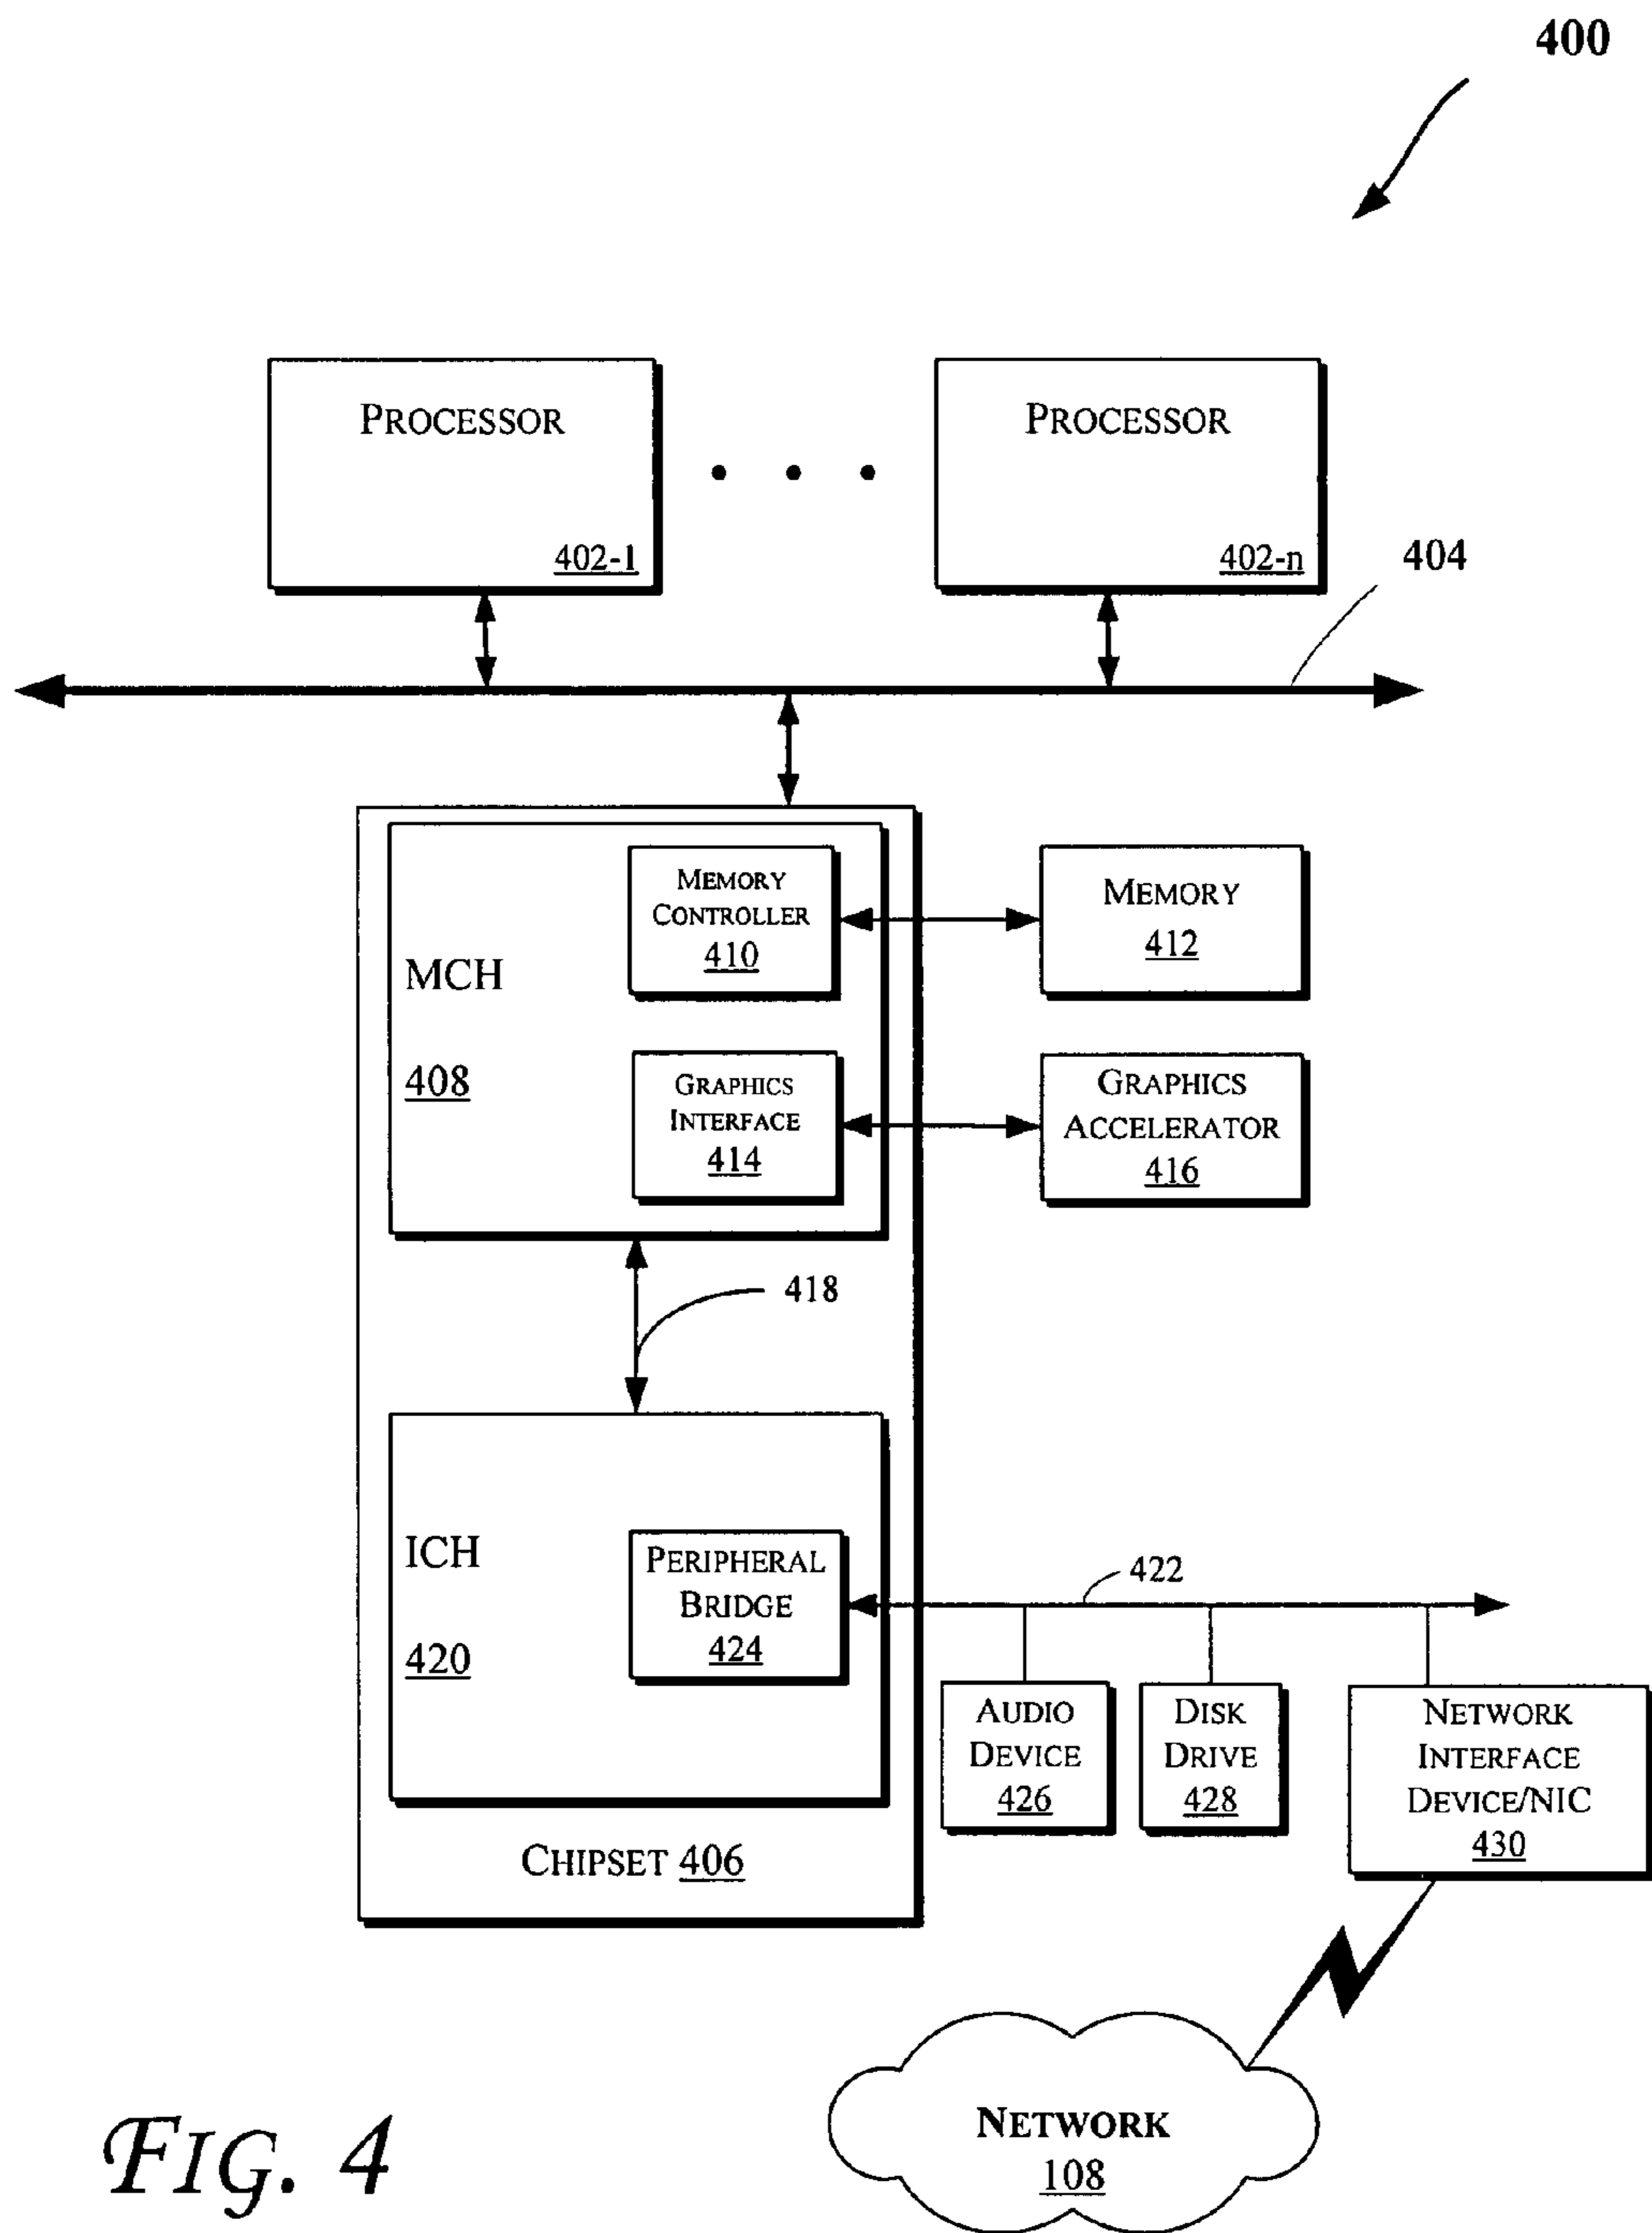 400
PROCESSOR
402-1
PROCESSOR
402-n
404
MCH
408
MEMORY
CONTROLLER
410
MEMORY
412
GRAPHICS
INTERFACE
414
GRAPHICS
ACCELERATOR
416
418
ICH
420
PERIPHERAL
BRIDGE
424
422
AUDIO
DEVICE
426
DISK
DRIVE
428
NETWORK
INTERFACE
DEVICE/NIC
430
CHIPSET 406
NETWORK
108
FIG. 4